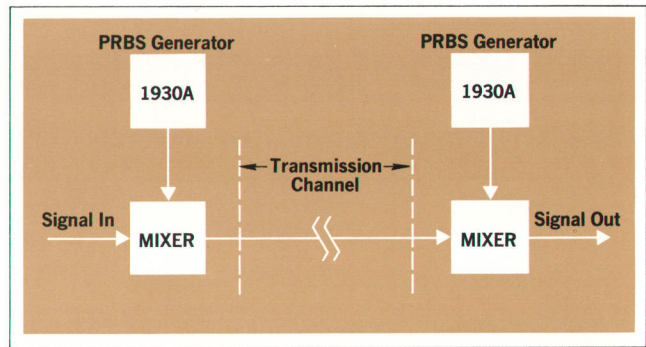 PRBS Generator
1930A
PRBS Generator
1930A
Transmission
Channel
Signal In
MIXER
MIXER
Signal Out